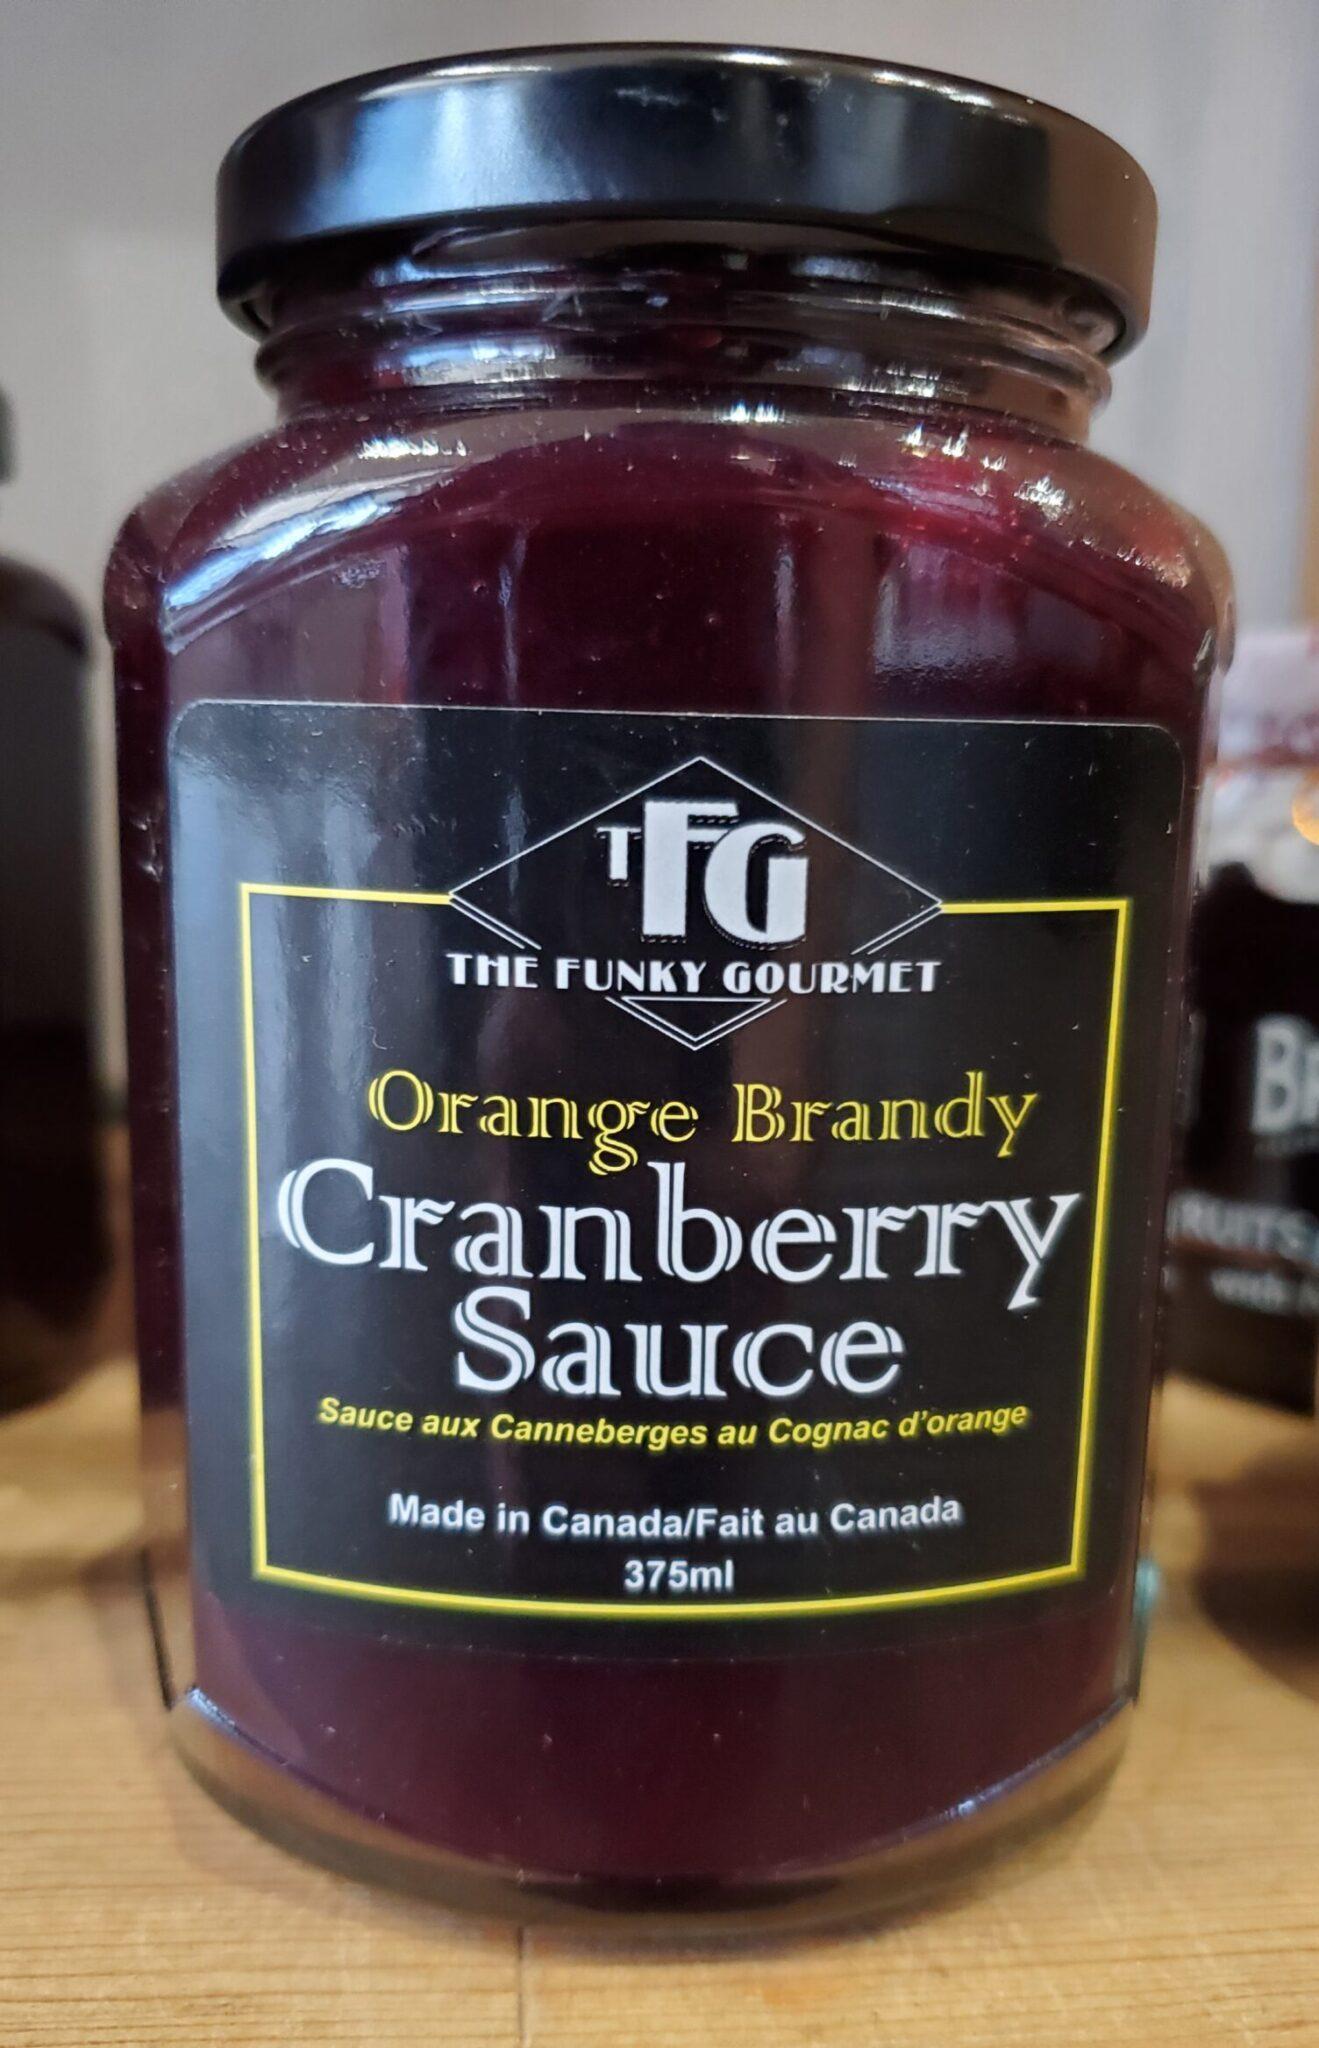 TFG
THE FUNKY GOURMET
Orange Brandy
Cranberry
Sauce
Sauce aux Canneberges au Cognac d'orange
Made in Canada/Fait au Canada
375ml